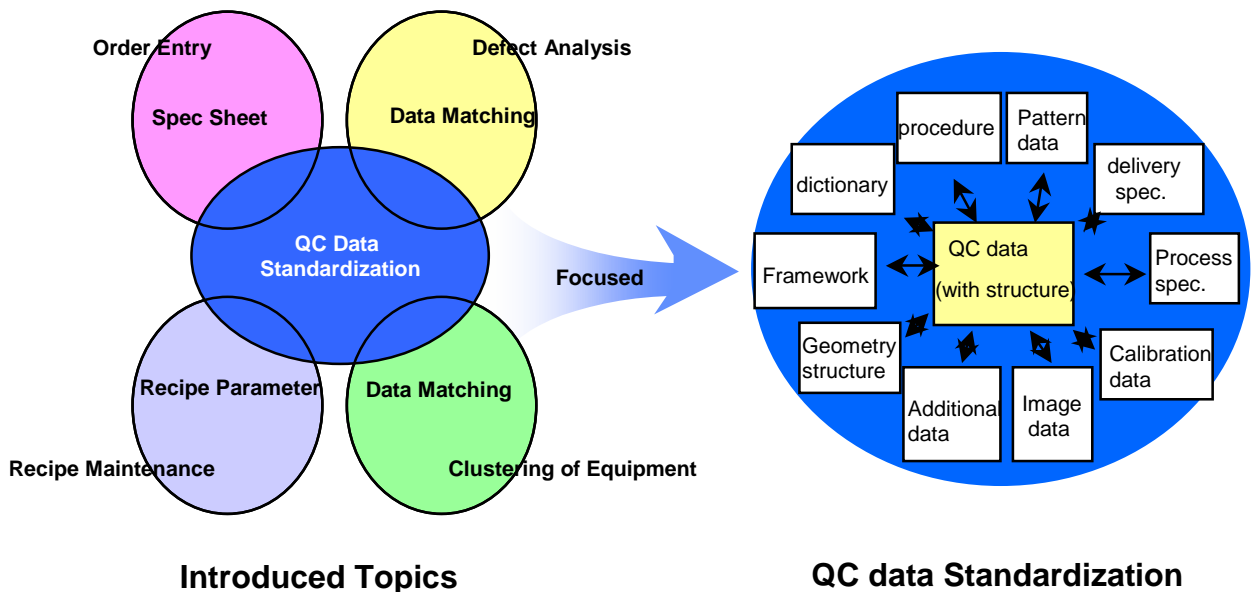 Order Entry
Defect Analysis
Spec Sheet
Data Matching
QC Data
Standardization
Recipe Parameter
Data Matching
Recipe Maintenance
Clustering of Equipment
Introduced Topics
Focused
procedure
Pattern
data
dictionary
delivery
spec.
Framework
QC data
(with structure)
Process
spec.
Geometry
structure
Calibration
data
Additional
data
Image
data
QC data Standardization